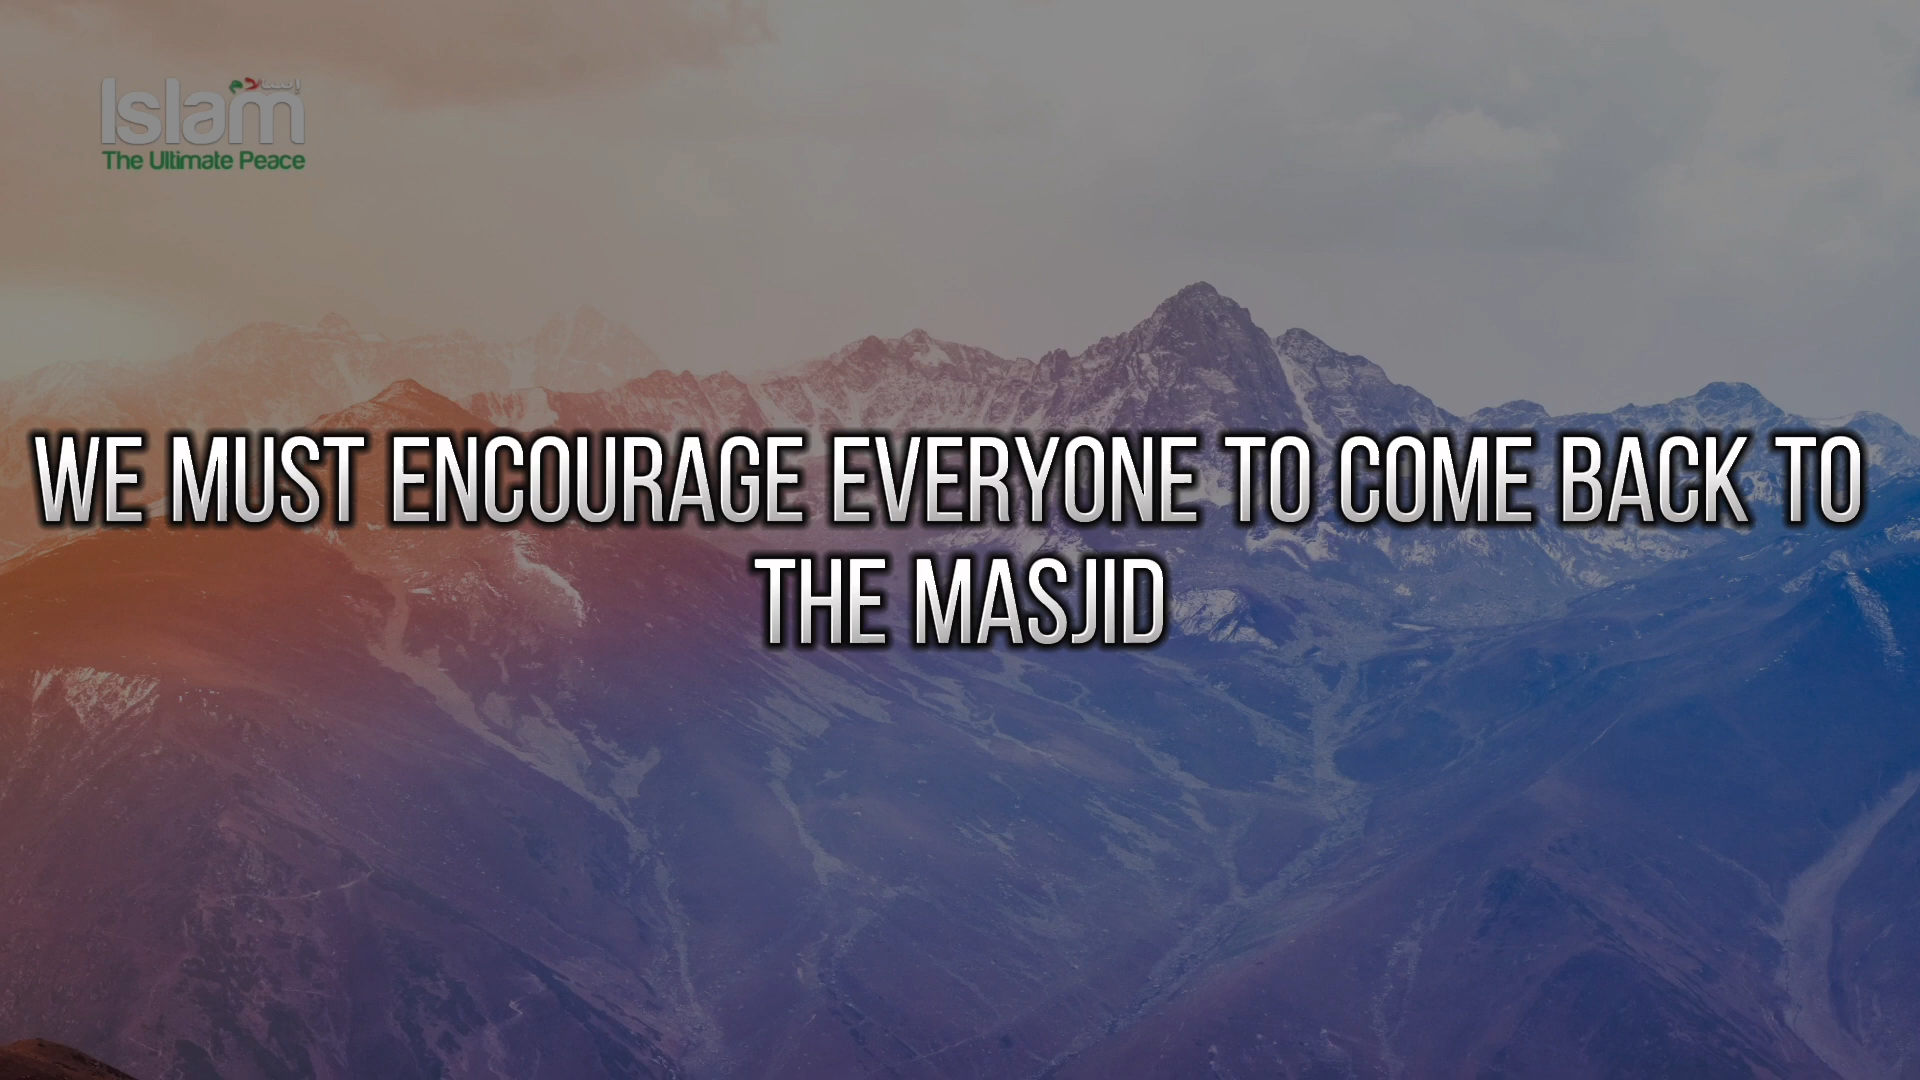 Islam
The Ultimate Peace
WE MUST ENCOURAGE EVERYONE TO COME BACK TO
THE MASJID